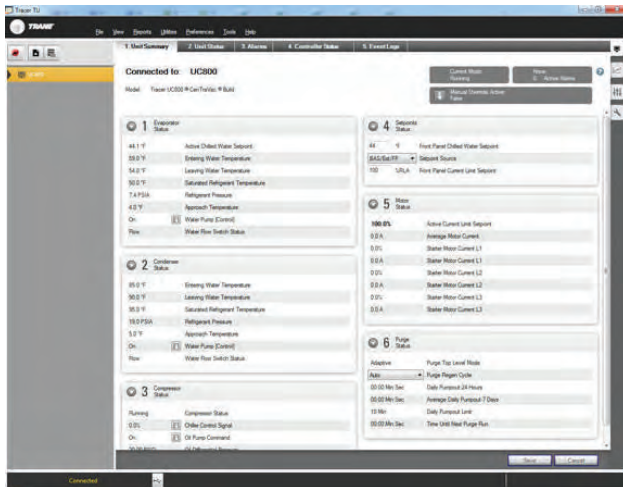 Tracer TU
TRANE
File View Reports Utilities Preferences Tools Help
1. Unit Summary 2. Unit Status 3. Alarms 4. Controller Status 5. Event Logs
UC800
Connected to: UC800
Current Mode:
Running
None
0 Active Alarms
Model: Tracer UC800 ® CenTraVac ® Build
Manual Override Active:
False
1 Evaporator Status
44.1 °F Active Chilled Water Setpoint
59.0 °F Entering Water Temperature
54.0 °F Leaving Water Temperature
50.0 °F Saturated Refrigerant Temperature
7.4 PSIA Refrigerant Pressure
4.0 °F Approach Temperature
On Water Pump (Control)
Flow Water Flow Switch Status
2 Condenser Status
85.0 °F Entering Water Temperature
90.0 °F Leaving Water Temperature
95.0 °F Saturated Refrigerant Temperature
19.0 PSIA Refrigerant Pressure
5.0 °F Approach Temperature
On Water Pump (Control)
Flow Water Flow Switch Status
3 Compressor Status
Running Compressor Status
0.0% Chiller Control Signal
On Oil Pump Command
Oil Differential Pressure
4 Setpoints Status
44 °F Front Panel Chilled Water Setpoint
BAS/Ext/FP Setpoint Source
100 %RLA Front Panel Current Limit Setpoint
5 Motor Status
100.0% Active Current Limit Setpoint
0.0 A Average Motor Current
0.0% Starter Motor Current L1
0.0 A Starter Motor Current L1
0.0% Starter Motor Current L2
0.0 A Starter Motor Current L2
0.0% Starter Motor Current L3
0.0 A Starter Motor Current L3
6 Purge Status
Adaptive Purge Top Level Mode
Auto Purge Regen Cycle
00:00 Min:Sec Daily Pumpout 24 Hours
00:00 Min:Sec Average Daily Pumpout 7 Days
10 Min Daily Pumpout Limit
00:00 Min:Sec Time Until Next Purge Run
Save Cancel
Connected